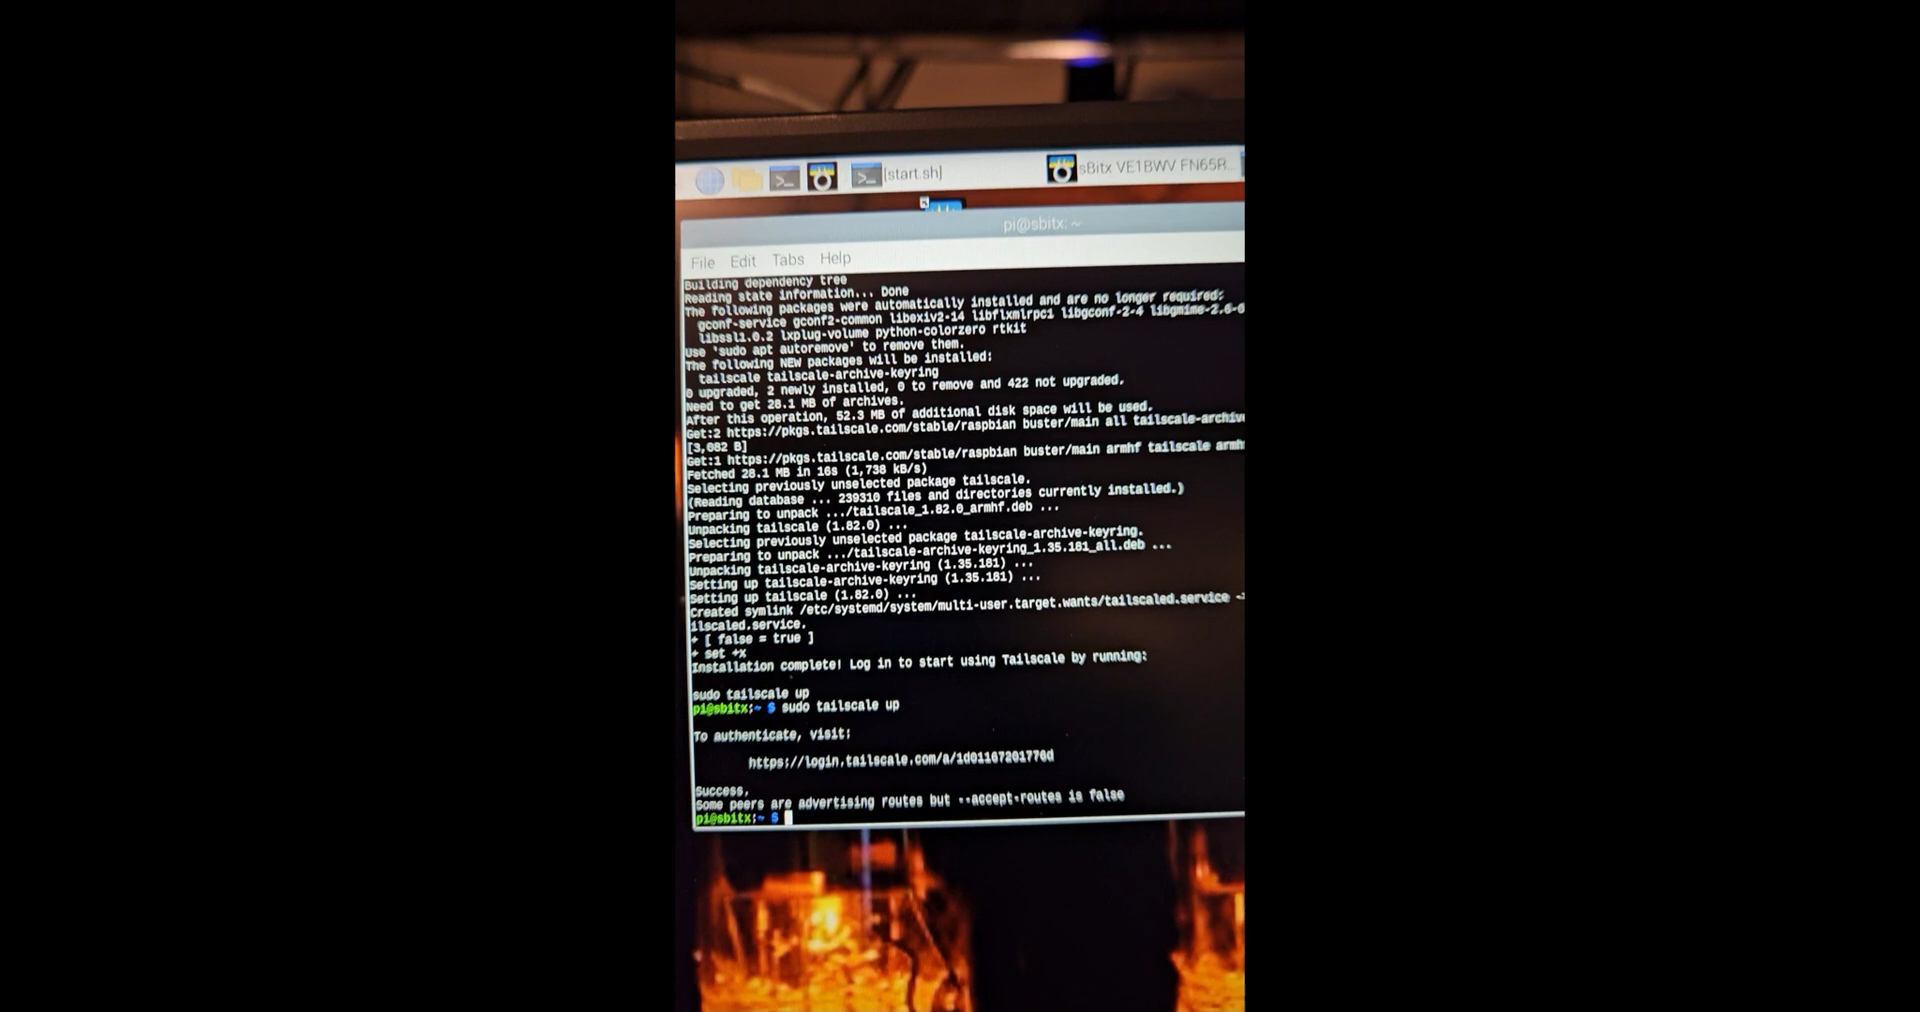 [start.sh]
sBitx VE1BWV FN65R...
pi@sbitx: ~
File Edit Tabs Help
Building dependency tree
Reading state information... Done
The following packages were automatically installed and are no longer required:
gconf-service gconf2-common libexiv2-14 libflxmlrpc1 libgconf-2-4 libgmime-2.6-0
libssl1.0.2 lxplug-volume python-colorzero rtkit
Use 'sudo apt autoremove' to remove them.
The following NEW packages will be installed:
tailscale tailscale-archive-keyring
0 upgraded, 2 newly installed, 0 to remove and 422 not upgraded.
Need to get 28.1 MB of archives.
After this operation, 52.3 MB of additional disk space will be used.
Get:2 https://pkgs.tailscale.com/stable/raspbian buster/main all tailscale-archive
[3,082 B]
Get:1 https://pkgs.tailscale.com/stable/raspbian buster/main armhf tailscale armh
Fetched 28.1 MB in 16s (1,738 kB/s)
Selecting previously unselected package tailscale.
(Reading database ... 239310 files and directories currently installed.)
Preparing to unpack .../tailscale_1.82.0_armhf.deb ...
Unpacking tailscale (1.82.0) ...
Selecting previously unselected package tailscale-archive-keyring.
Preparing to unpack .../tailscale-archive-keyring_1.35.181_all.deb ...
Unpacking tailscale-archive-keyring (1.35.181) ...
Setting up tailscale-archive-keyring (1.35.181) ...
Setting up tailscale (1.82.0) ...
Created symlink /etc/systemd/system/multi-user.target.wants/tailscaled.service -
ilscaled.service.
+ [ false = true ]
+ set +x
Installation complete! Log in to start using Tailscale by running:
sudo tailscale up
pi@sbitx:~ $ sudo tailscale up
To authenticate, visit:
https://login.tailscale.com/a/1d01167201776d
Success.
Some peers are advertising routes but --accept-routes is false
pi@sbitx:~ $